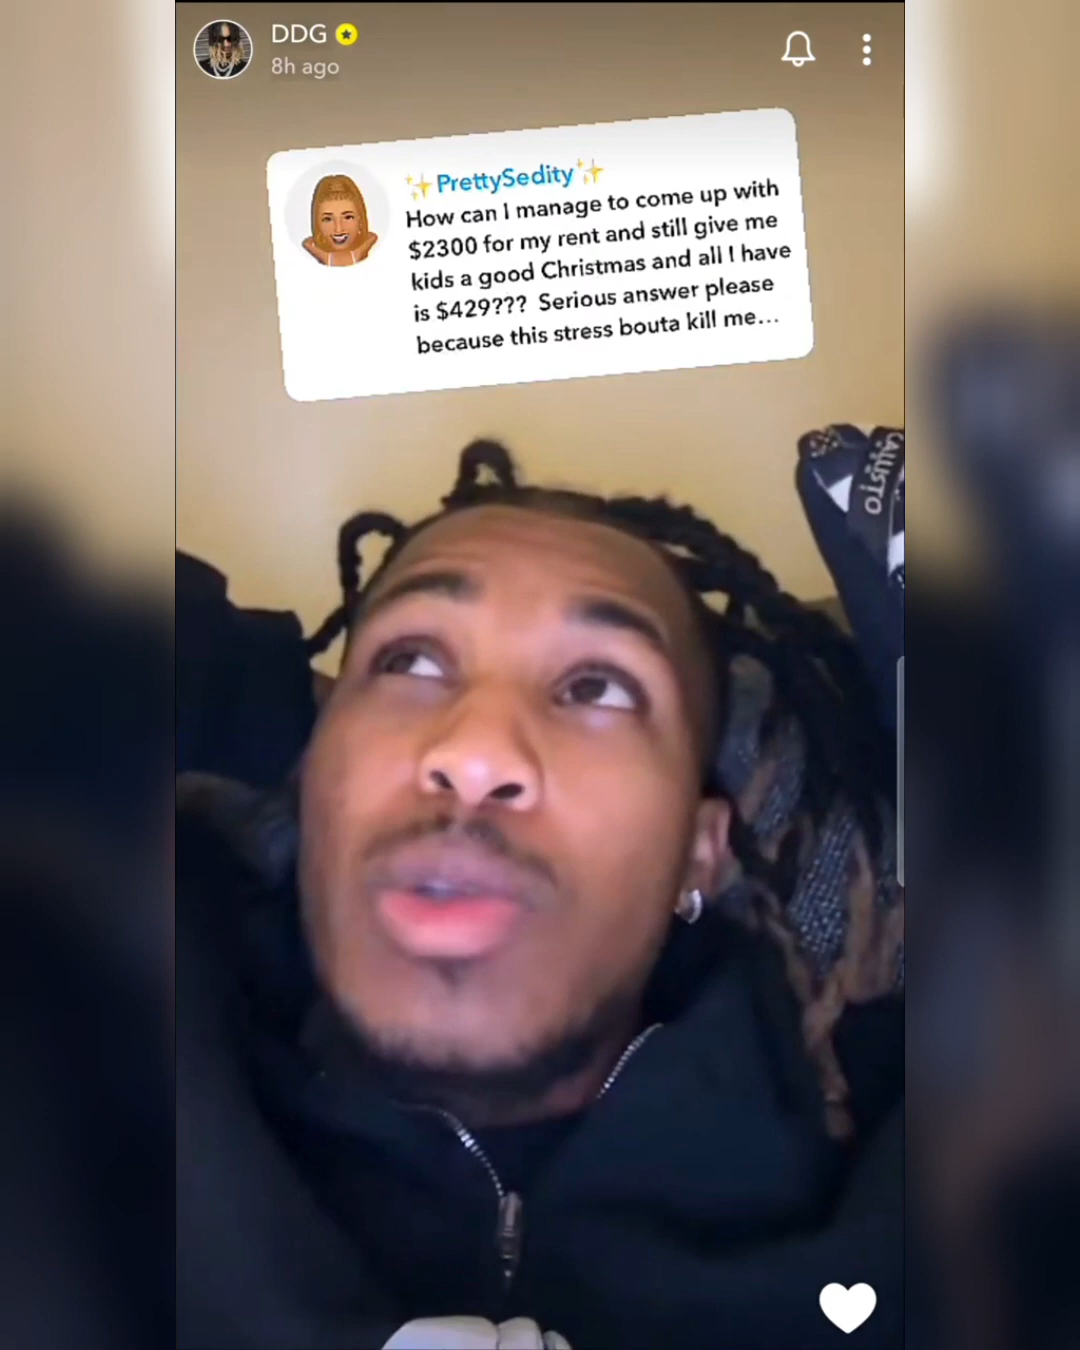 DDG
8h ago
✨PrettySedity✨
How can I manage to come up with
$2300 for my rent and still give me
kids a good Christmas and all I have
is $429??? Serious answer please
because this stress bouta kill me...
CALLISTO